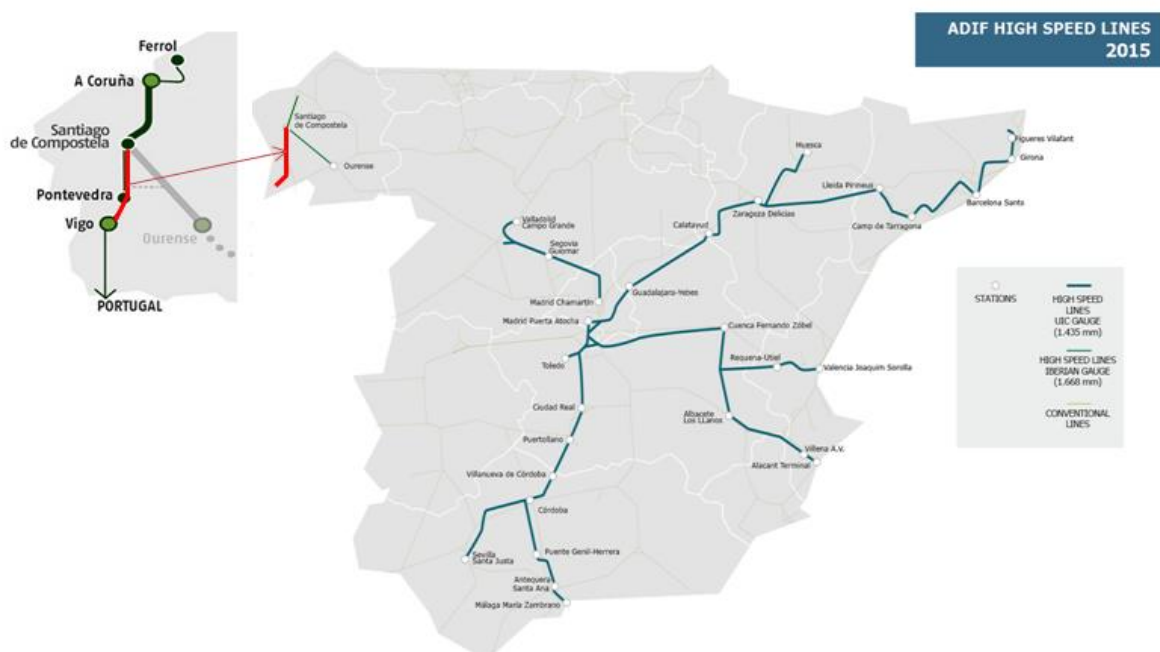 ADIF HIGH SPEED LINES
2015
Ferrol
A Coruña
Santiago
de Compostela
Pontevedra
Vigo
Ourense
PORTUGAL
Santiago
de Compostela
Ourense
Huesca
Figueres Vilafant
Girona
Lleida Pirineus
Barcelona Sants
Zaragoza Delicias
Camp de Tarragona
Calatayud
Valladolid
Campo Grande
Segovia
Guiomar
Guadalajara-Yebes
Madrid Chamartín
Madrid Puerta Atocha
Cuenca Fernando Zóbel
Toledo
Requena-Utiel
Valencia Joaquim Sorolla
Ciudad Real
Albacete
Los LLanos
Puertollano
Villena A.v.
Alacant Terminal
Villanueva de Córdoba
Córdoba
Sevilla
Santa Justa
Puente Genil-Herrera
Antequera
Santa Ana
Málaga María Zambrano
STATIONS
HIGH SPEED
LINES
UIC GAUGE
(1.435 mm)
HIGH SPEED LINES
IBERIAN GAUGE
(1.668 mm)
CONVENTIONAL
LINES